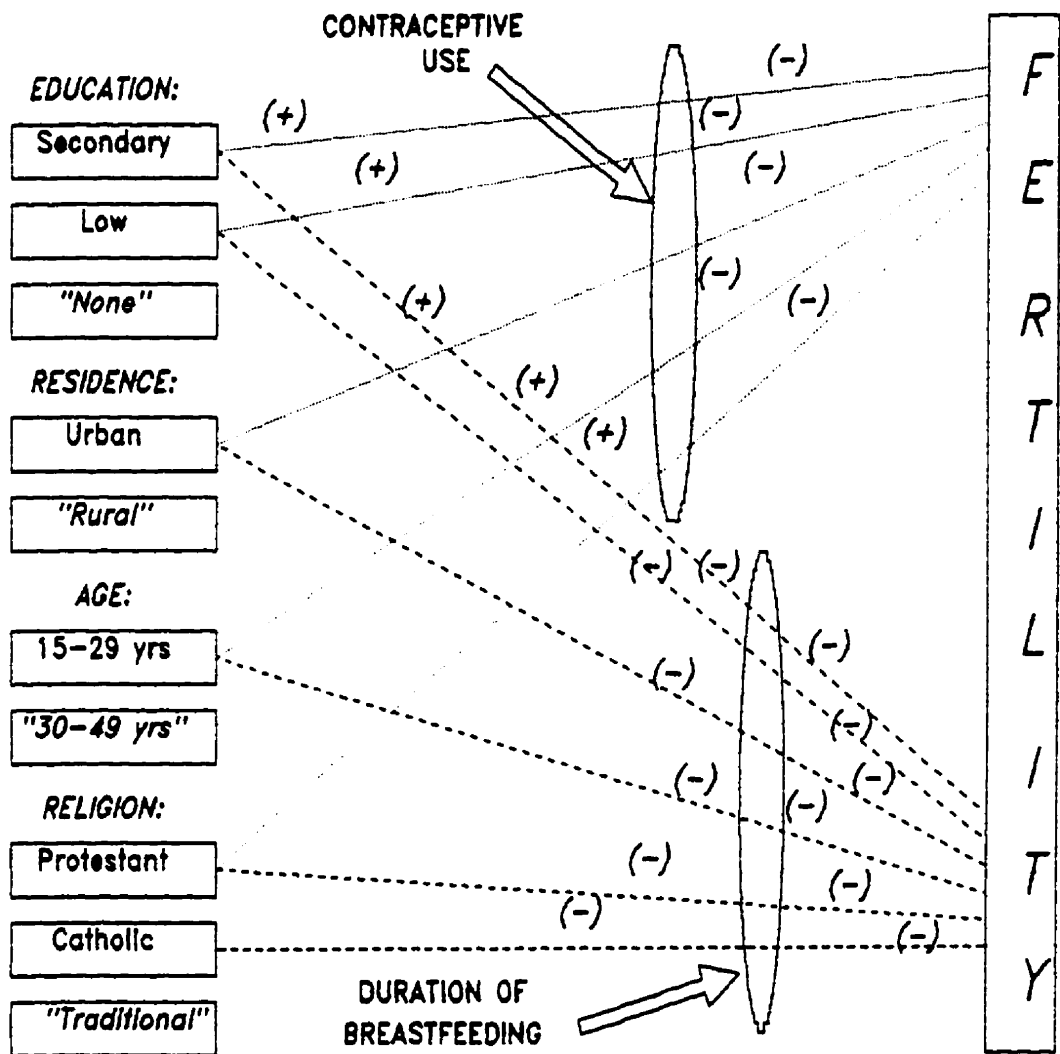 CONTRACEPTIVE
USE
(-)
EDUCATION:
(+)
(-)
Secondary
(+)
(-)
Low
"None"
(+)
(-)
(-)
RESIDENCE:
(+)
Urban
(+)
"Rural"
(-)
(-)
AGE:
15-29 yrs
(-)
(-)
"30-49 yrs"
(-)
(-)
(-)
(-)
RELIGION:
Protestant
(-)
(-)
Catholic
(-)
(-)
"Traditional"
DURATION OF
BREASTFEEDING
FERTILITY